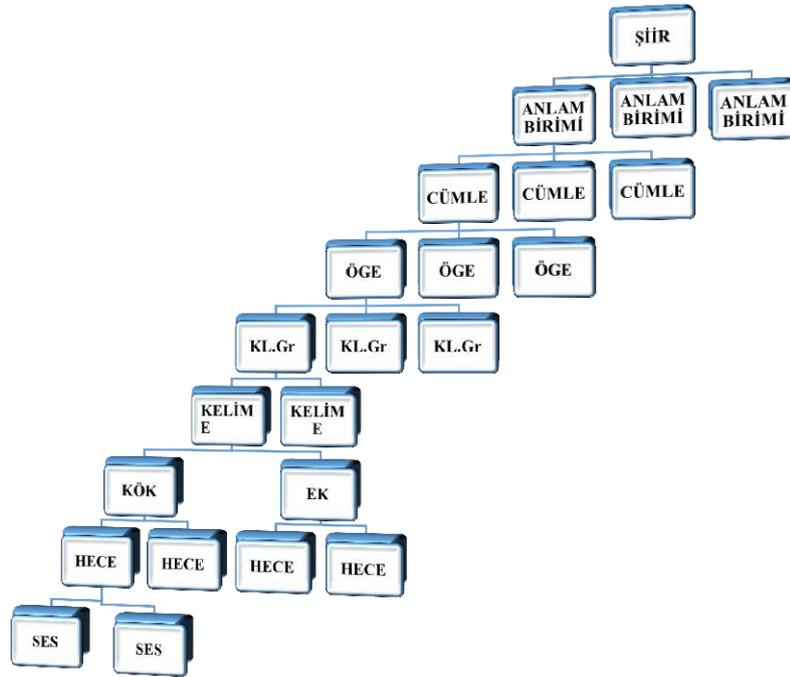 ŞİİR
ANLAM
BİRİMİ
ANLAM
BİRİMİ
ANLAM
BİRİMİ
CÜMLE
CÜMLE
CÜMLE
ÖGE
ÖGE
ÖGE
KL.Gr
KL.Gr
KL.Gr
KELİM
E
KELİM
E
KÖK
EK
HECE
HECE
HECE
HECE
SES
SES